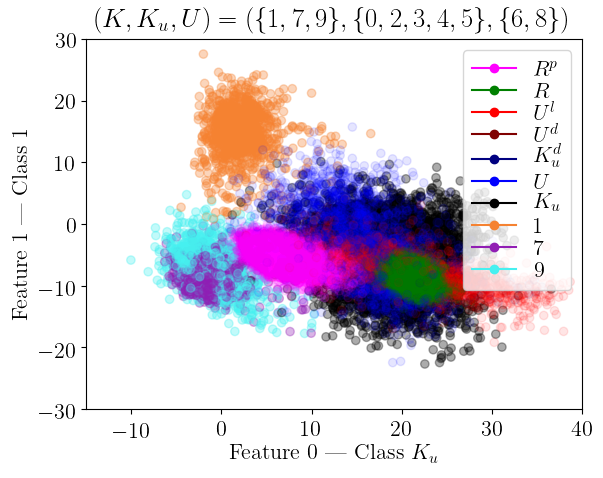 (K, K_u, U) = ({1, 7, 9}, {0, 2, 3, 4, 5}, {6, 8})
30
20
10
0
−10
−20
−30
Feature 1 — Class 1
R^p
R
U^l
U^d
K_u^d
U
K_u
1
7
9
−10
0
10
20
30
40
Feature 0 — Class K_u